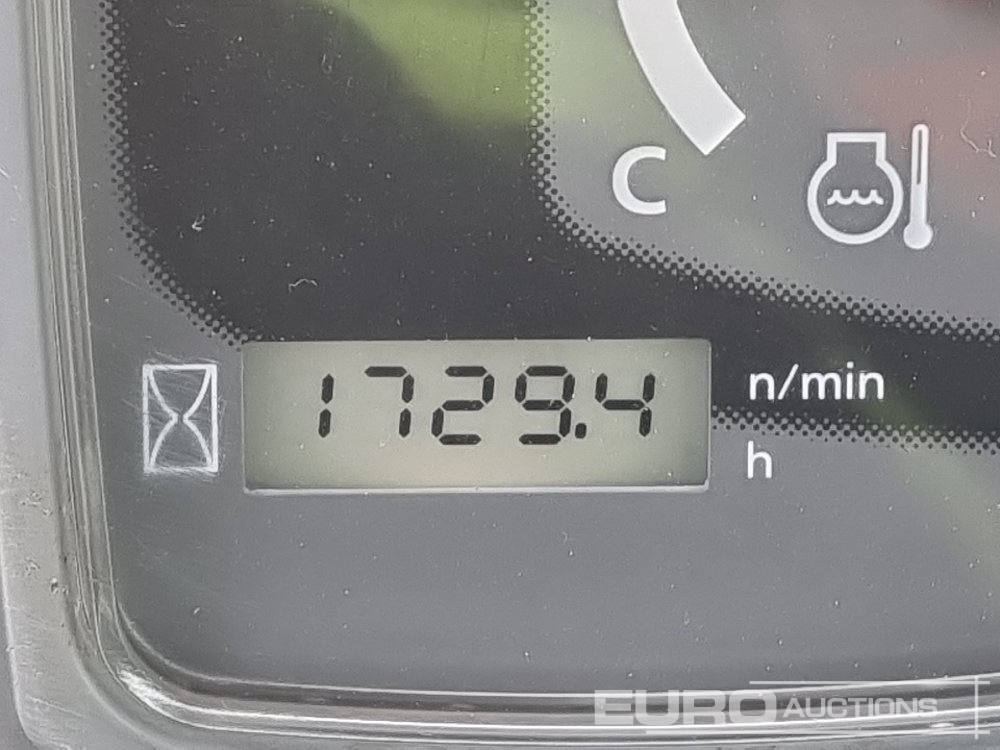 C
1729.4 n/min
h
EURO AUCTIONS